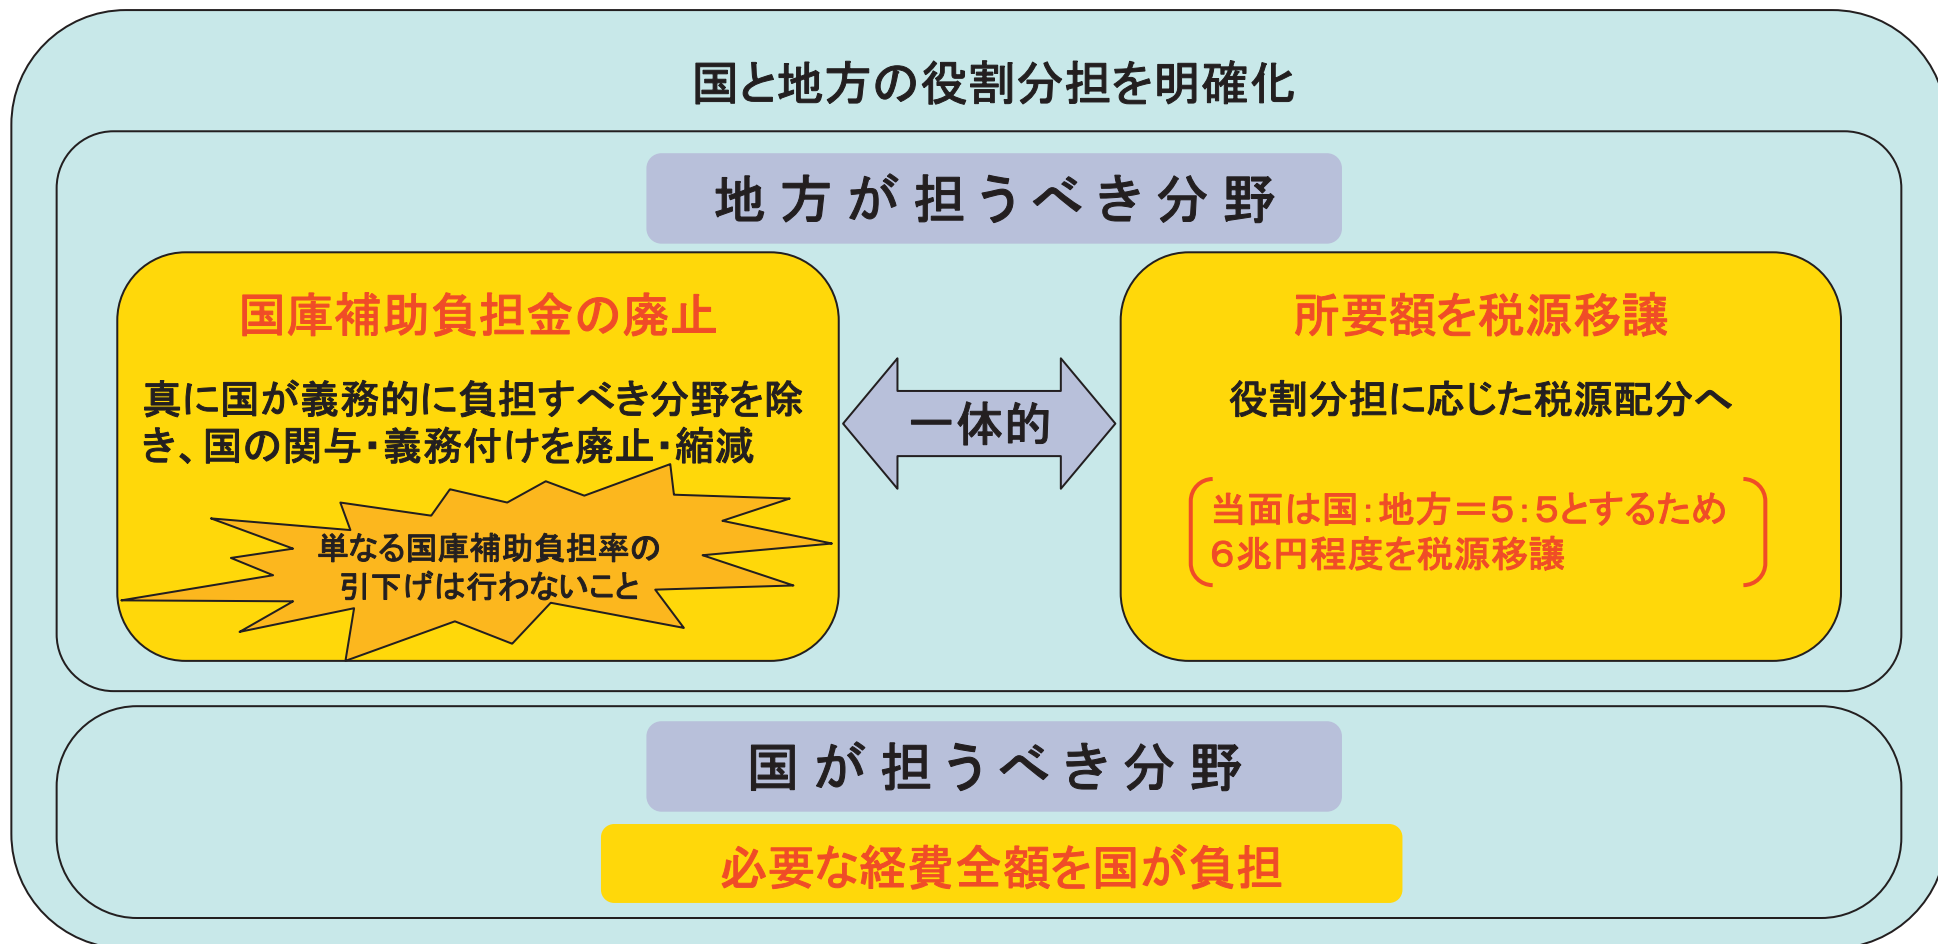 国と地方の役割分担を明確化
地方が担うべき分野
国庫補助負担金の廃止
真に国が義務的に負担すべき分野を除
き、国の関与・義務付けを廃止・縮減
単なる国庫補助負担率の
引下げは行わないこと
一体的
所要額を税源移譲
役割分担に応じた税源配分へ
当面は国：地方＝５：５とするため
６兆円程度を税源移譲
国が担うべき分野
必要な経費全額を国が負担